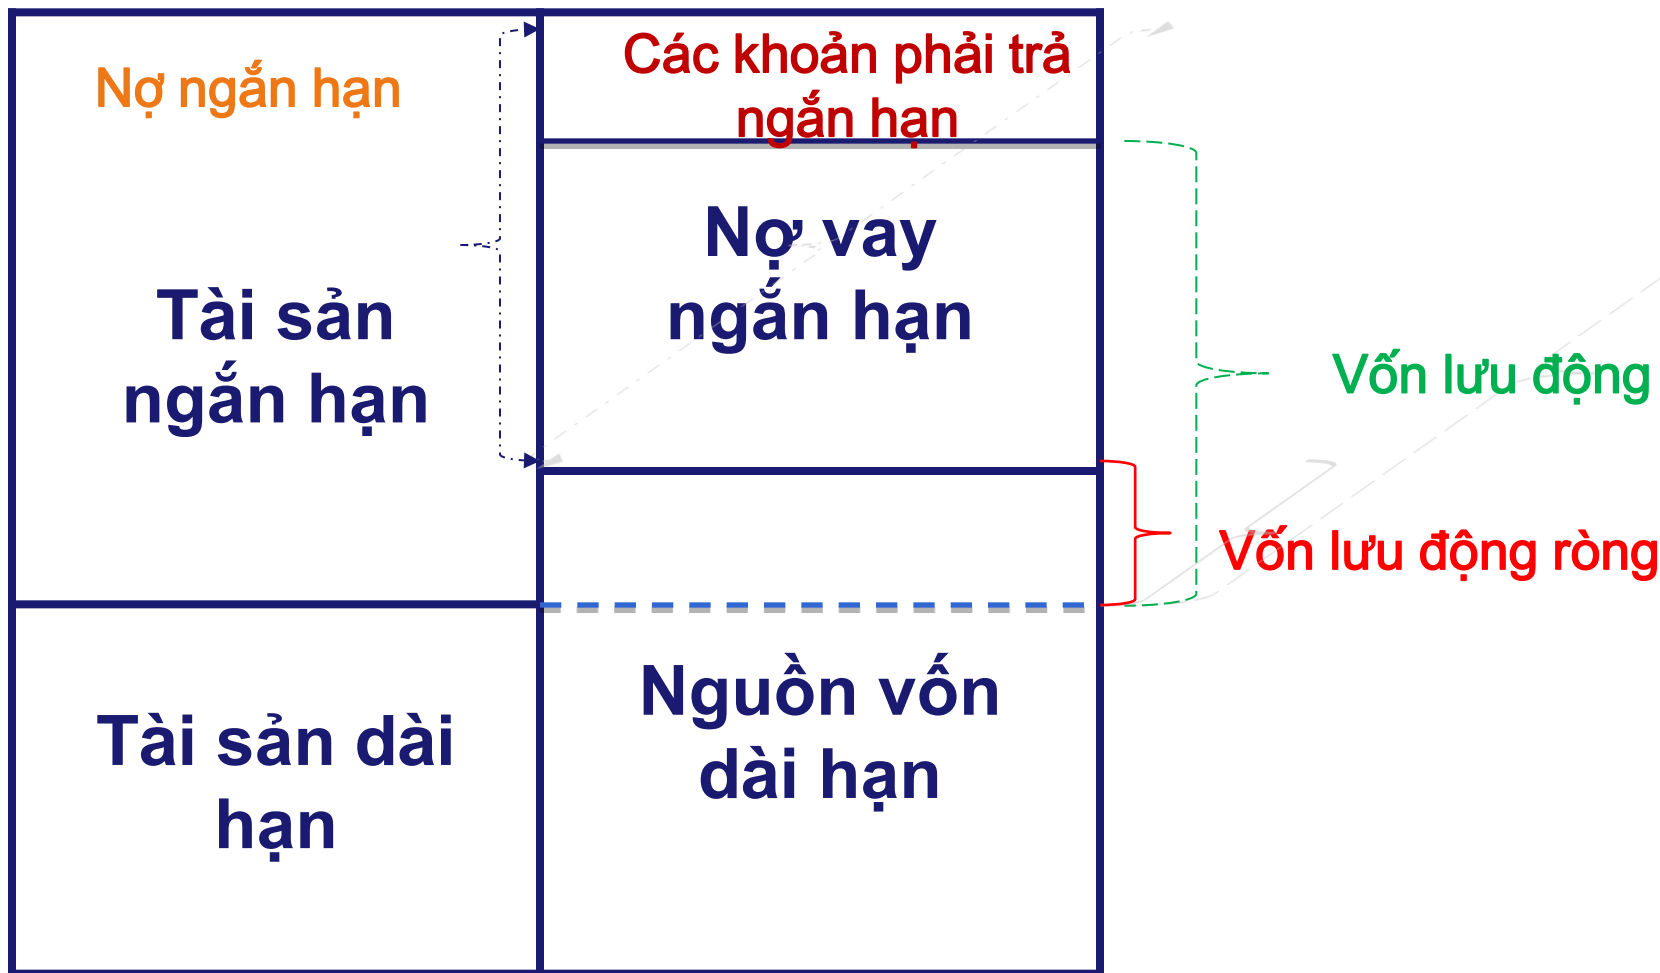 Nợ ngắn hạn
Các khoản phải trả
ngắn hạn
Tài sản
ngắn hạn
Nợ vay
ngắn hạn
Vốn lưu động
Vốn lưu động ròng
Tài sản dài
hạn
Nguồn vốn
dài hạn